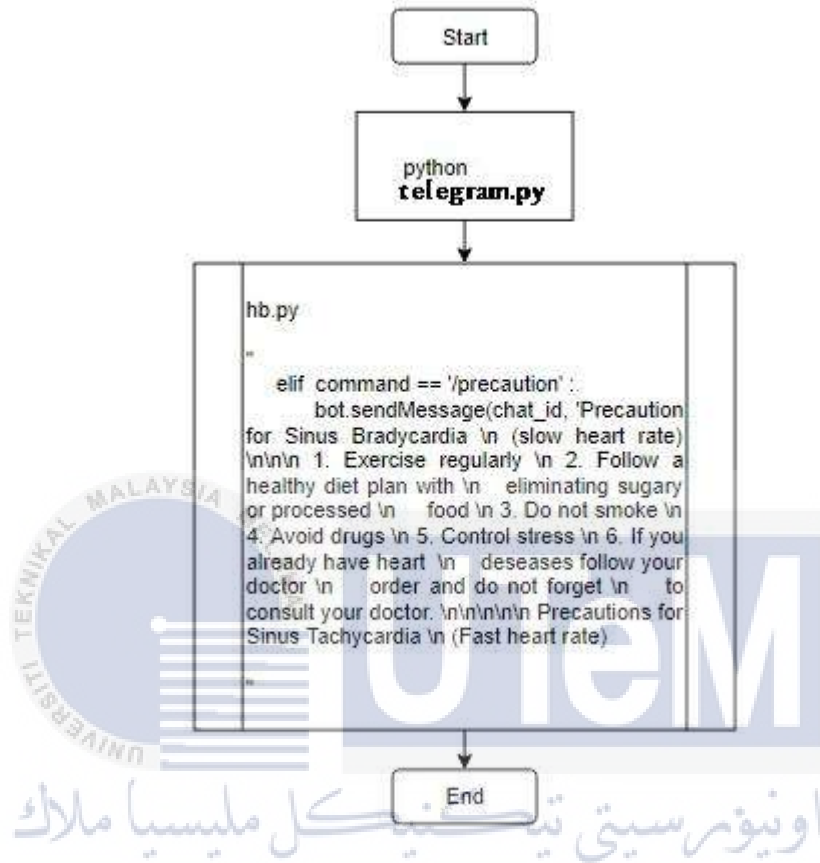 Start
python
telegram.py
hb.py
"
elif command == '/precaution' :
bot.sendMessage(chat_id, 'Precaution
for Sinus Bradycardia \n (slow heart rate)
\n\n\n 1. Exercise regularly \n 2. Follow a
healthy diet plan with \n eliminating sugary
or processed \n food \n 3. Do not smoke \n
4. Avoid drugs \n 5. Control stress \n 6. If you
already have heart \n deseases follow your
doctor \n order and do not forget \n to
consult your doctor. \n\n\n\n\n Precautions for
Sinus Tachycardia \n (Fast heart rate)
"
End
UTeM
UNIVERSITI TEKNIKAL MALAYSIA
اونيۏرسيتي تيكنيكل مليسيا ملاك